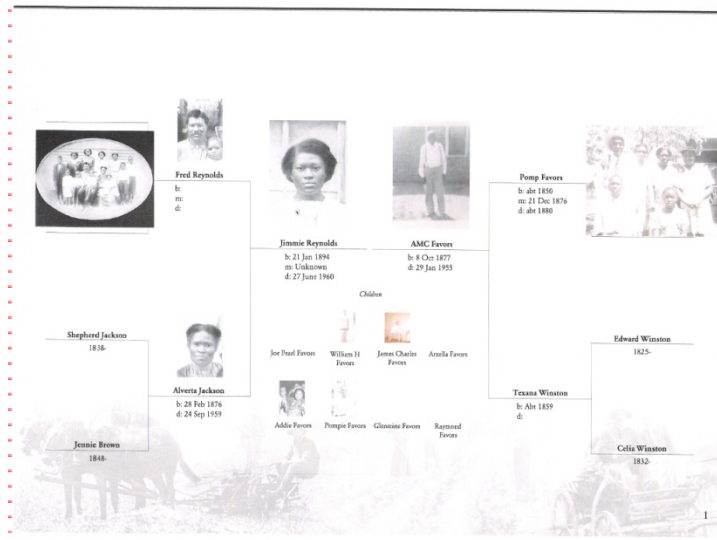 Fred Reynolds
b:
m:
d:
Pomp Favors
b: abt 1850
m: 21 Dec 1876
d: abt 1880
Jimmie Reynolds
b: 21 Jan 1894
m: Unknown
d: 27 June 1960
AMC Favors
b: 8 Oct 1877
d: 29 Jan 1955
Children
Shepherd Jackson
1838-
Edward Winston
1825-
Joe Pearl Favors
William H
Favors
James Charles
Favors
Arzella Favors
Alverta Jackson
b: 28 Feb 1876
d: 24 Sep 1959
Texana Winston
b: Abt 1859
d:
Addie Favors
Pompie Favors
Glennine Favors
Raymond
Favors
Jennie Brown
1848-
Celia Winston
1832-
1